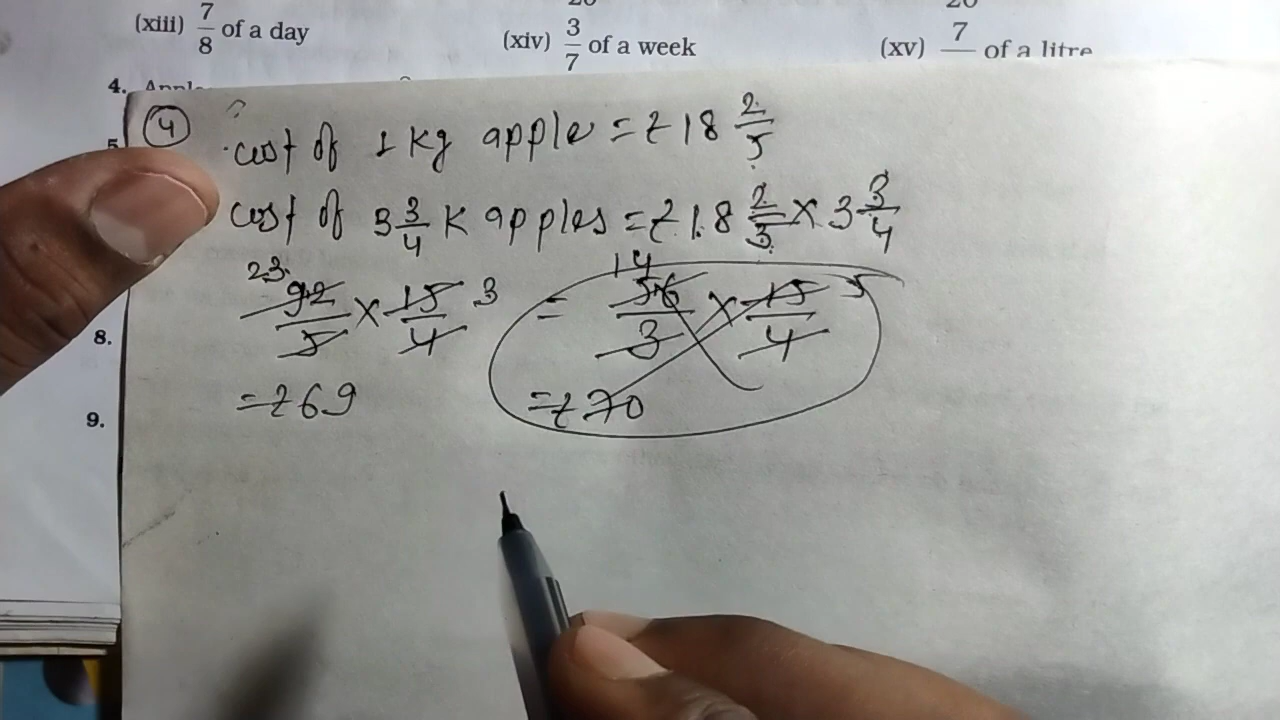 (xiii) 7/8 of a day (xiv) 3/7 of a week (xv) 7 of a litre
4.
(4) cost of 1 kg apple = ₹ 18 2/5
cost of 3 3/4 K apples = ₹ 18 2/3 × 3 3/4
23 92/5 × 15/4 3 = 14 56/3 × 15/4 5
= ₹ 69 = ₹ 70
8.
9.